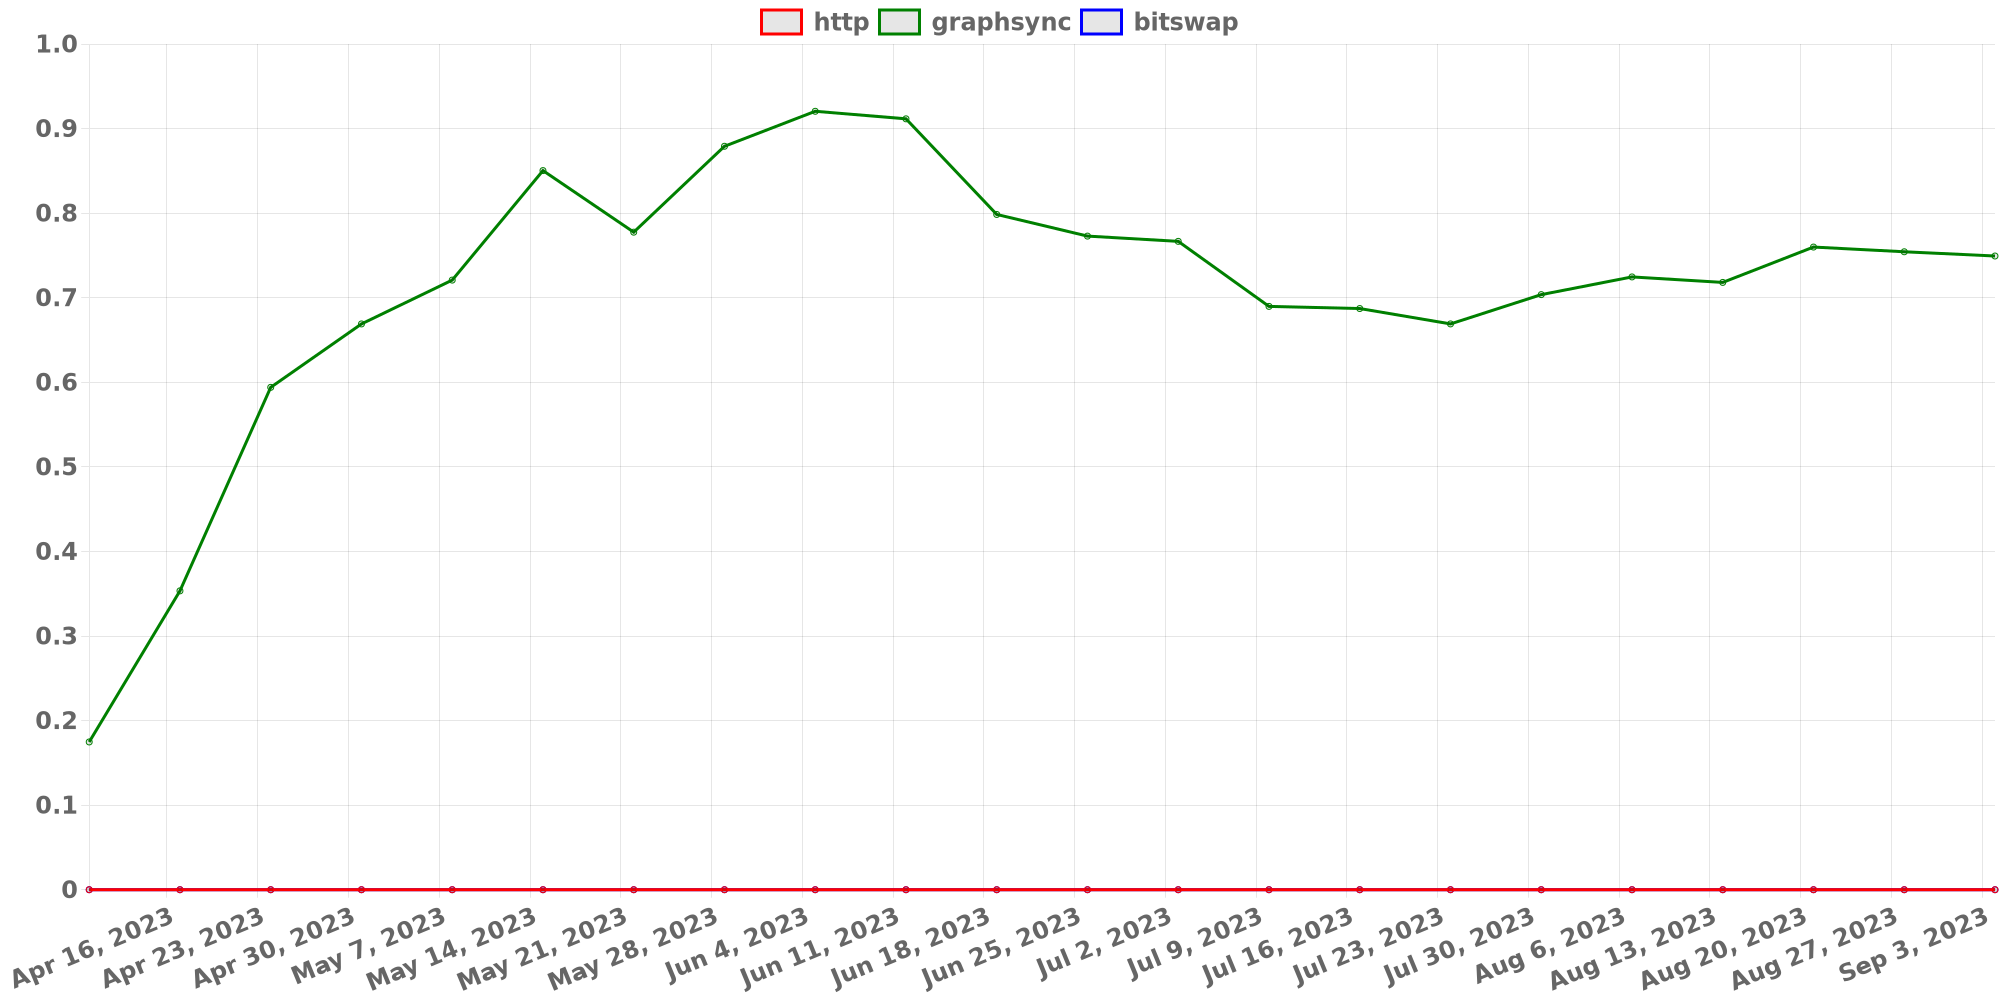 http graphsync bitswap
1.0
0.9
0.8
0.7
0.6
0.5
0.4
0.3
0.2
0.1
0
Apr 16, 2023
Apr 23, 2023
Apr 30, 2023
May 7, 2023
May 14, 2023
May 21, 2023
May 28, 2023
Jun 4, 2023
Jun 11, 2023
Jun 18, 2023
Jun 25, 2023
Jul 2, 2023
Jul 9, 2023
Jul 16, 2023
Jul 23, 2023
Jul 30, 2023
Aug 6, 2023
Aug 13, 2023
Aug 20, 2023
Aug 27, 2023
Sep 3, 2023